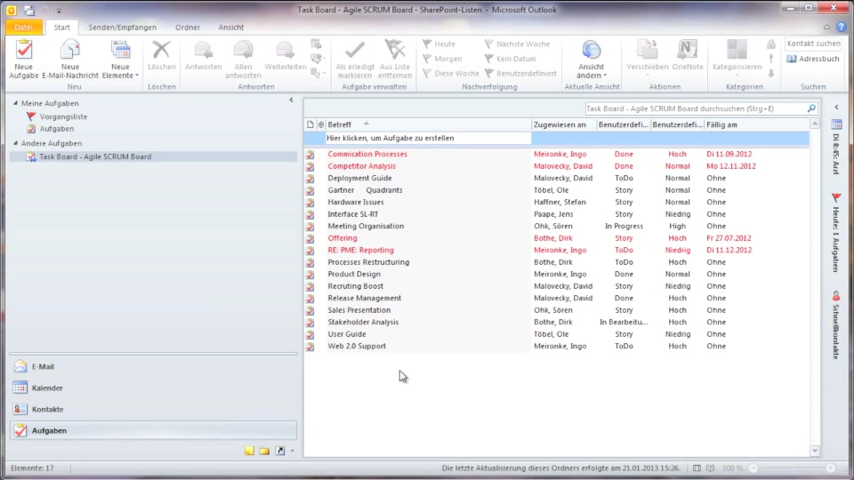 Task Board - Agile SCRUM Board - SharePoint-Listen - Microsoft Outlook
Datei Start Senden/Empfangen Ordner Ansicht
Neue Aufgabe
Neue E-Mail-Nachricht
Neue Elemente
Neu
Löschen
Löschen
Antworten
Allen antworten
Weiterleiten
Antworten
Als erledigt markieren
Aus Liste entfernen
Aufgabe verwalten
Heute
Morgen
Diese Woche
Nächste Woche
Kein Datum
Benutzerdefiniert
Nachverfolgung
Ansicht ändern
Aktuelle Ansicht
Verschieben
OneNote
Aktionen
Kategorisieren
Kategorien
Kontakt suchen
Adressbuch
Suchen
Meine Aufgaben
Vorgangsliste
Aufgaben
Andere Aufgaben
Task Board - Agile SCRUM Board
E-Mail
Kalender
Kontakte
Aufgaben
Task Board - Agile SCRUM Board durchsuchen (Strg+E)
Betreff Zugewiesen an Benutzerdefi... Benutzerdefi... Fällig am
Hier klicken, um Aufgabe zu erstellen
Commication Processes Meironke, Ingo Done Hoch Di 11.09.2012
Competitor Analysis Malovecky, David Done Normal Mo 12.11.2012
Deployment Guide Malovecky, David ToDo Normal Ohne
Gartner Quadrants Töbel, Ole Story Normal Ohne
Hardware Issues Haffner, Stefan ToDo Normal Ohne
Interface SL-RT Paape, Jens Story Niedrig Ohne
Meeting Organisation Ohk, Sören In Progress High Ohne
Offering Bothe, Dirk Story Hoch Fr 27.07.2012
RE: PME: Reporting Meironke, Ingo ToDo Niedrig Di 11.12.2012
Processes Restructuring Bothe, Dirk ToDo Hoch Ohne
Product Design Meironke, Ingo Done Normal Ohne
Recruting Boost Malovecky, David Story Niedrig Ohne
Release Management Malovecky, David ToDo Hoch Ohne
Sales Presentation Ohk, Sören Story Hoch Ohne
Stakeholder Analysis Bothe, Dirk In Bearbeitu... Hoch Ohne
User Guide Töbel, Ole Story Niedrig Ohne
Web 2.0 Support Meironke, Ingo ToDo Hoch Ohne
Di 8:45: Arzt
Heute: 1 Aufgaben
Schnellkontakte
Elemente: 17
Die letzte Aktualisierung dieses Ordners erfolgte am 21.01.2013 15:26.
100 %